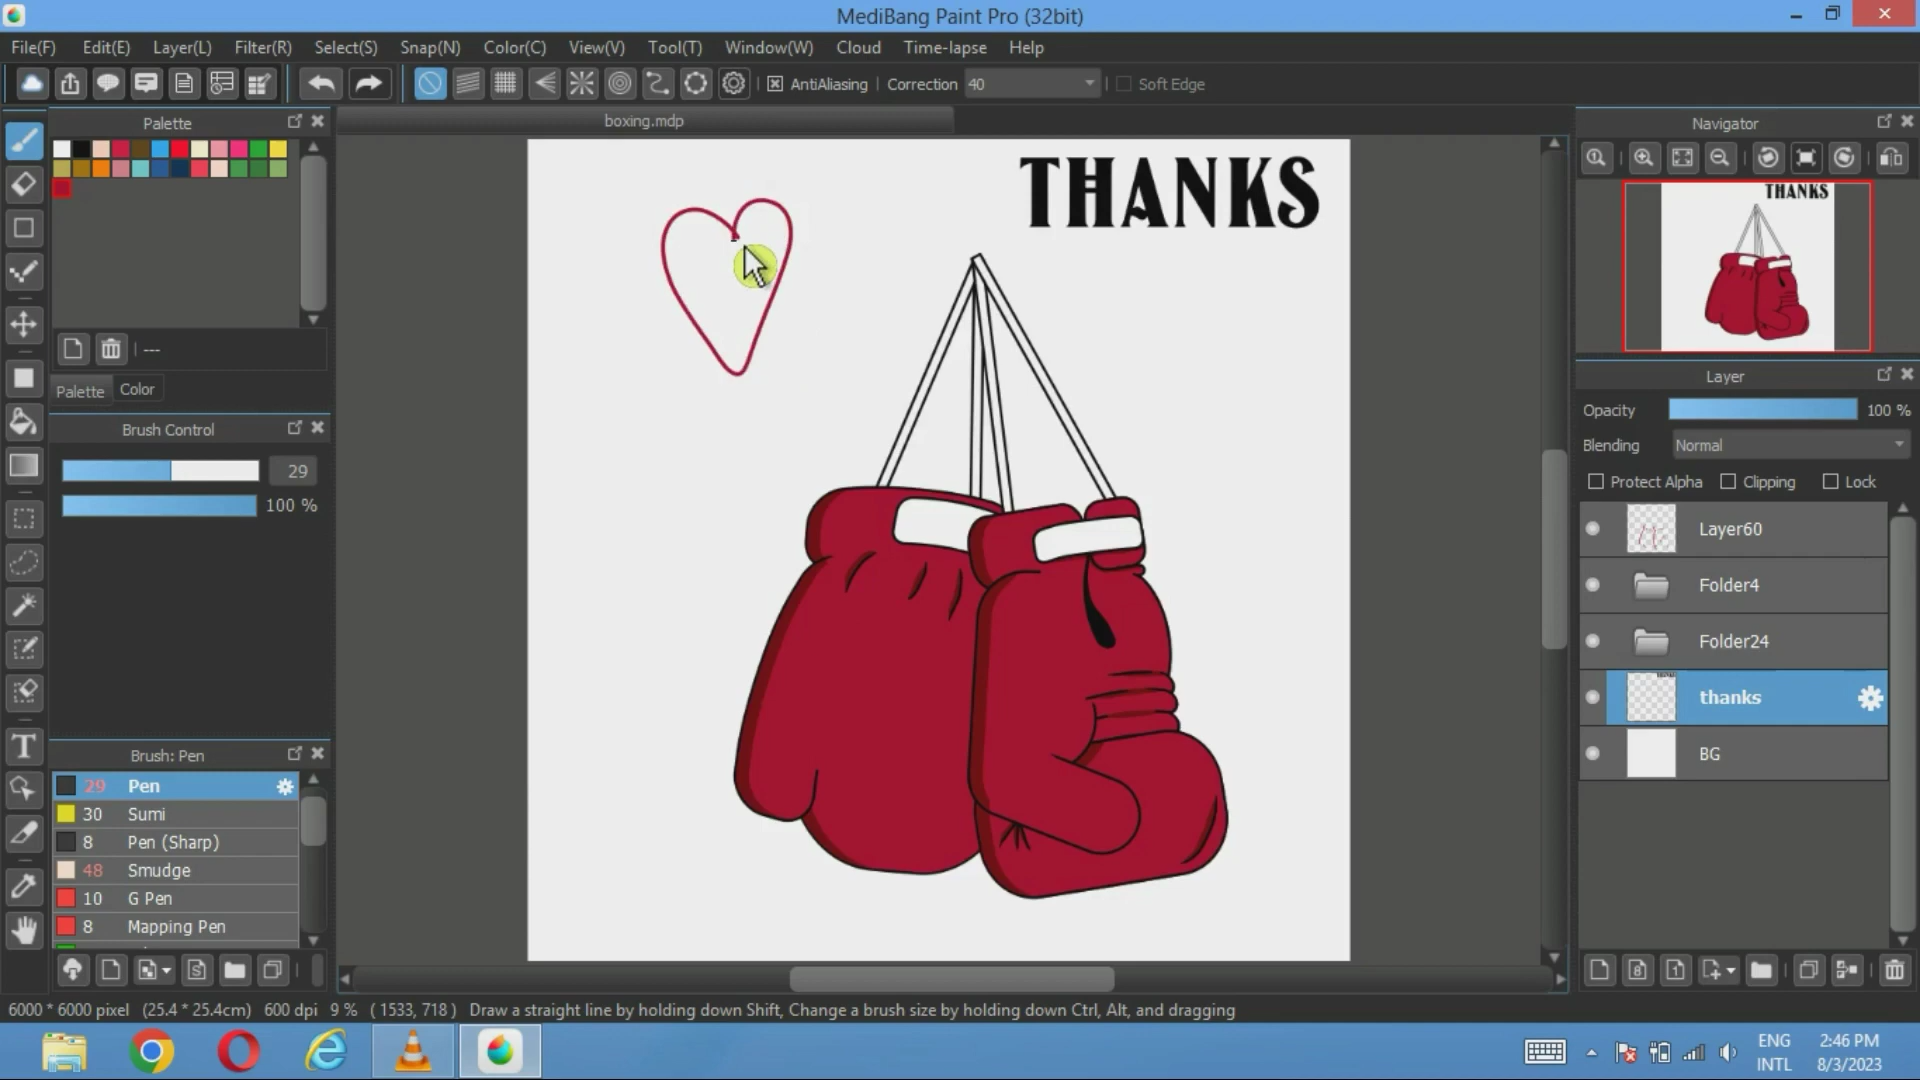 MediBang Paint Pro (32bit)
File(F) Edit(E) Layer(L) Filter(R) Select(S) Snap(N) Color(C) View(V) Tool(T) Window(W) Cloud Time-lapse Help
AntiAliasing Correction 40 Soft Edge
Palette
---
Palette Color
Brush Control
29
100 %
Brush: Pen
29 Pen
30 Sumi
8 Pen (Sharp)
48 Smudge
10 G Pen
8 Mapping Pen
boxing.mdp
THANKS
Navigator
THANKS
Layer
Opacity 100 %
Blending Normal
Protect Alpha Clipping Lock
Layer60
Folder4
Folder24
thanks
BG
6000 * 6000 pixel (25.4 * 25.4cm) 600 dpi 9 % ( 1533, 718 ) Draw a straight line by holding down Shift, Change a brush size by holding down Ctrl, Alt, and dragging
ENG
INTL
2:46 PM
8/3/2023